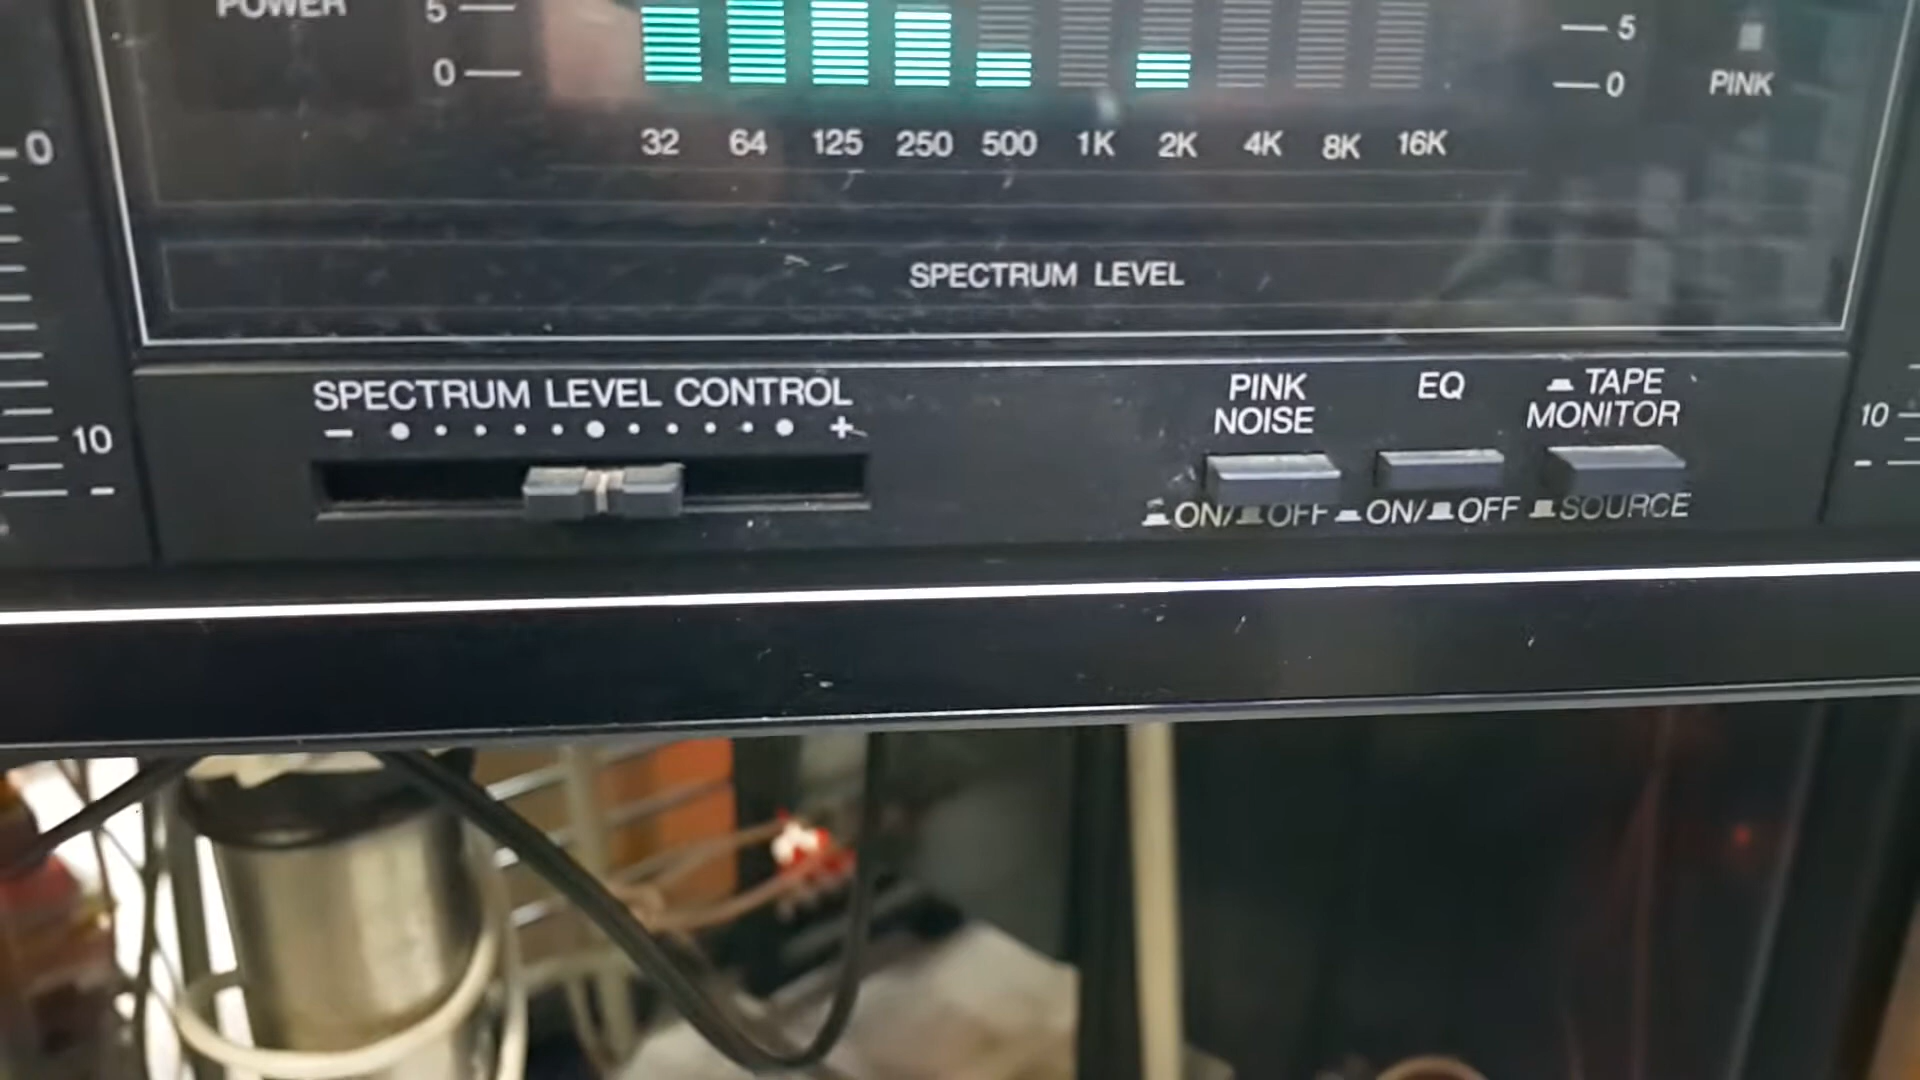 POWER
5
0
5
0
PINK
32 64 125 250 500 1K 2K 4K 8K 16K
0
SPECTRUM LEVEL
SPECTRUM LEVEL CONTROL
- +
PINK
NOISE
ON/ OFF
EQ
ON/ OFF
TAPE
MONITOR
SOURCE
10
-
10
-